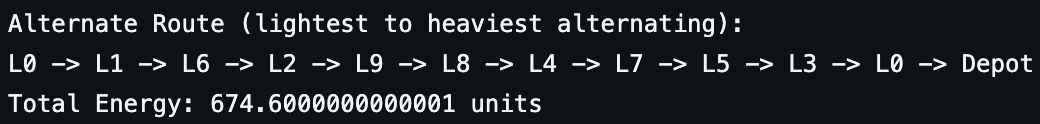 Alternate Route (lightest to heaviest alternating):
L0 -> L1 -> L6 -> L2 -> L9 -> L8 -> L4 -> L7 -> L5 -> L3 -> L0 -> Depot
Total Energy: 674.6000000000001 units